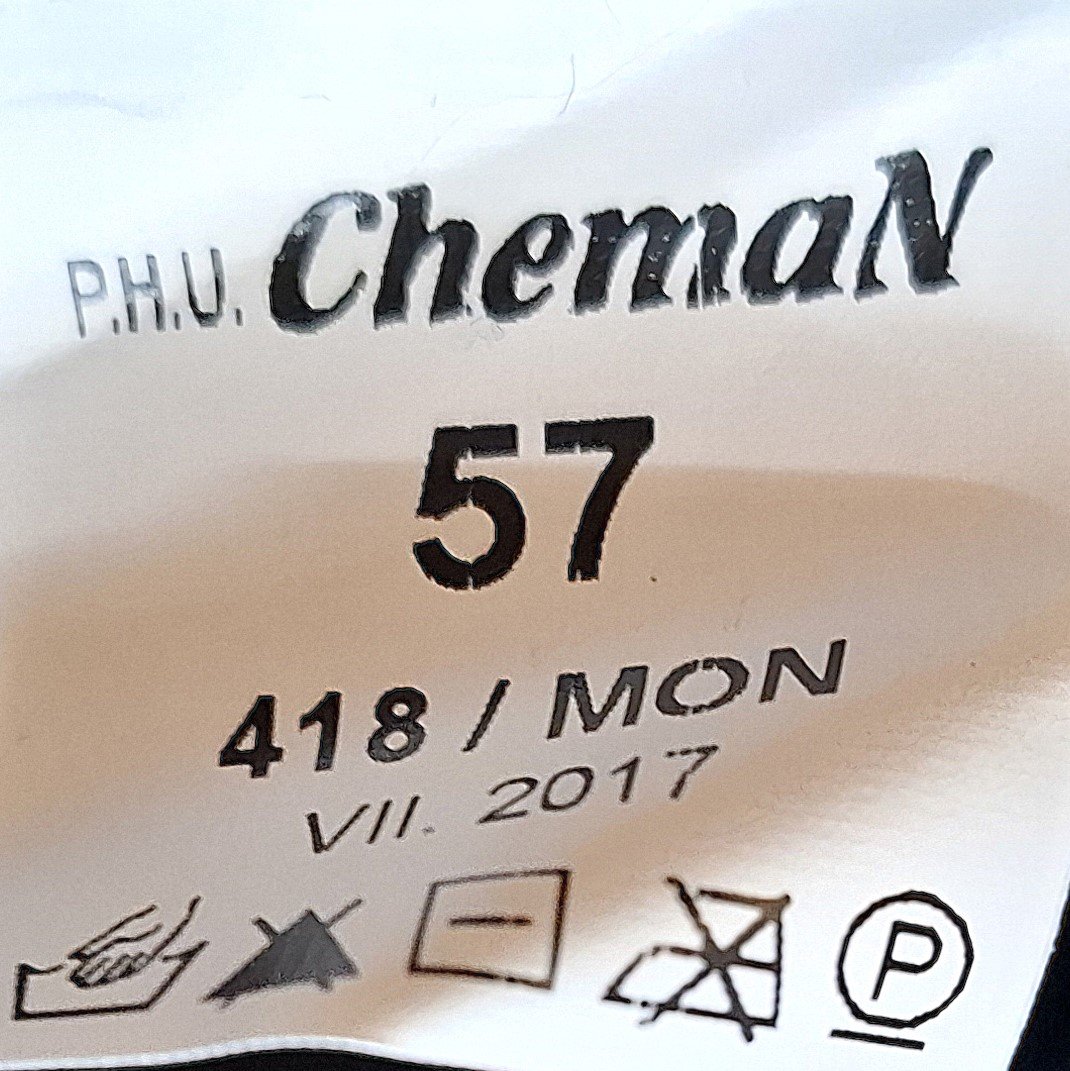 P.H.U. ChemaN
57
418 / MON
VII. 2017
P